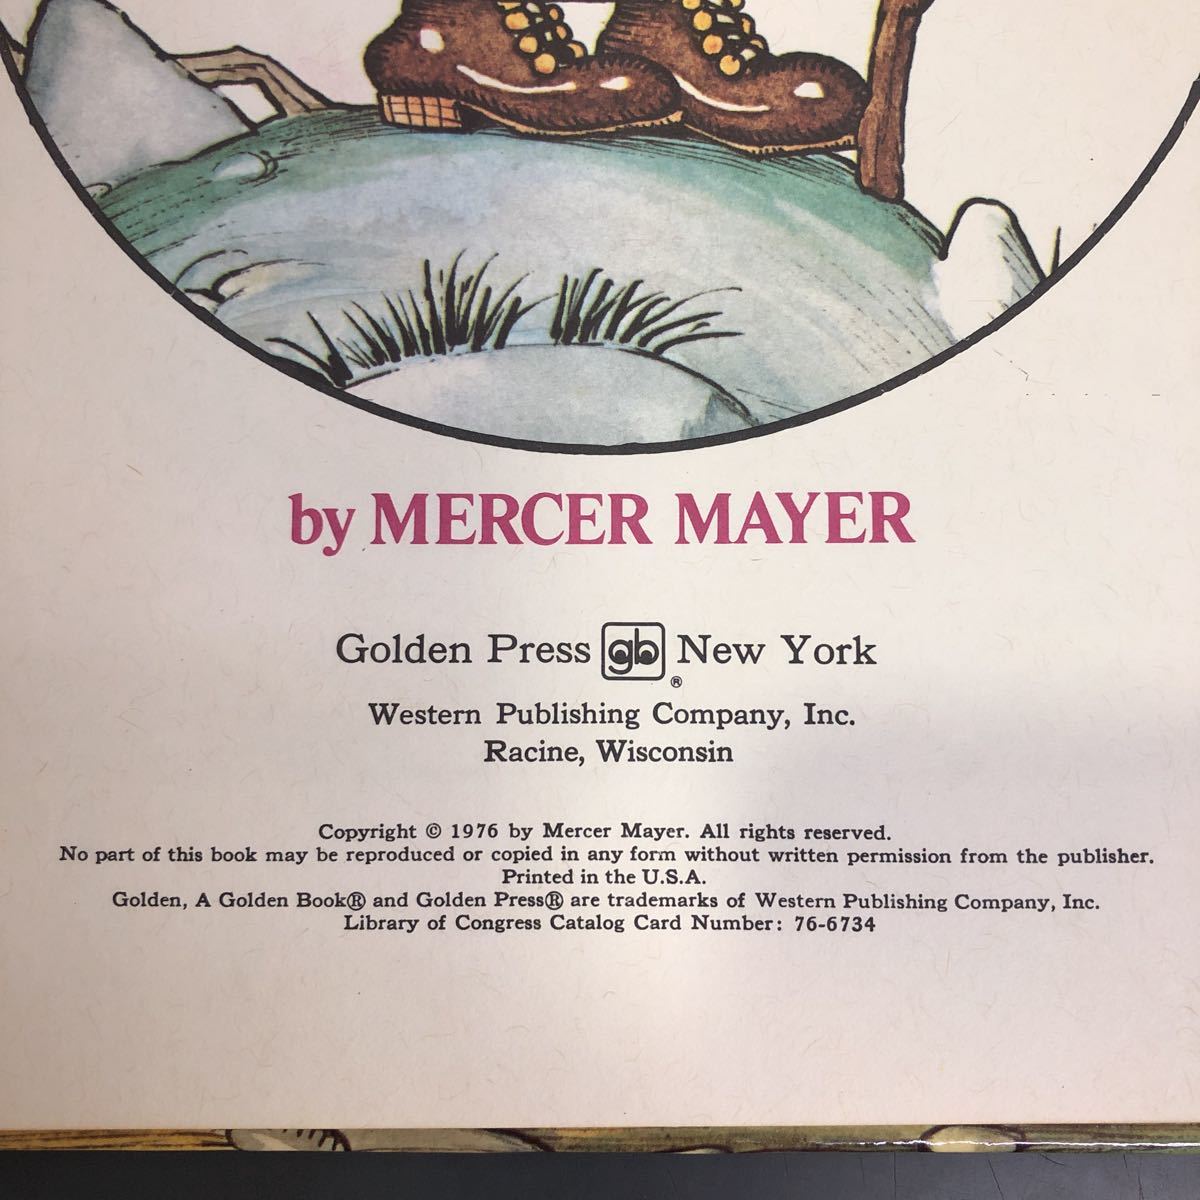 by MERCER MAYER
Golden Press gb® New York
Western Publishing Company, Inc.
Racine, Wisconsin
Copyright © 1976 by Mercer Mayer. All rights reserved.
No part of this book may be reproduced or copied in any form without written permission from the publisher.
Printed in the U.S.A.
Golden, A Golden Book® and Golden Press® are trademarks of Western Publishing Company, Inc.
Library of Congress Catalog Card Number: 76-6734